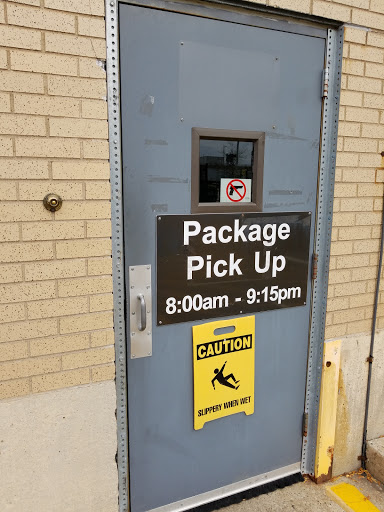 Package
Pick Up
8:00am - 9:15pm
CAUTION
SLIPPERY WHEN WET